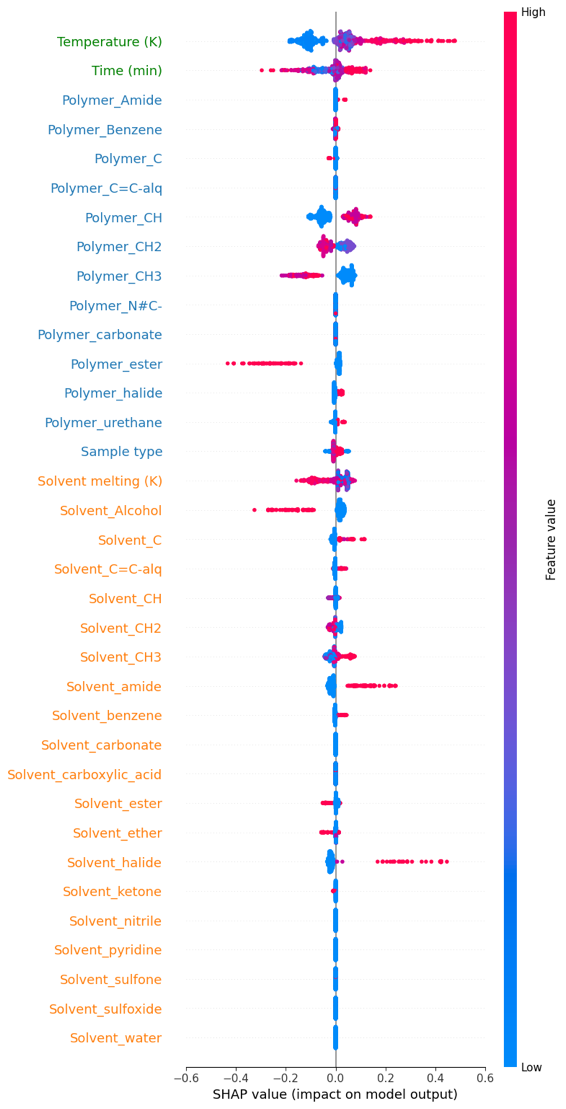 High
Temperature (K)
Time (min)
Polymer_Amide
Polymer_Benzene
Polymer_C
Polymer_C=C-alq
Polymer_CH
Polymer_CH2
Polymer_CH3
Polymer_N#C-
Polymer_carbonate
Polymer_ester
Polymer_halide
Polymer_urethane
Sample type
Solvent melting (K)
Solvent_Alcohol
Solvent_C
Solvent_C=C-alq
Solvent_CH
Solvent_CH2
Solvent_CH3
Solvent_amide
Solvent_benzene
Solvent_carbonate
Solvent_carboxylic_acid
Solvent_ester
Solvent_ether
Solvent_halide
Solvent_ketone
Solvent_nitrile
Solvent_pyridine
Solvent_sulfone
Solvent_sulfoxide
Solvent_water
Feature value
Low
−0.6 −0.4 −0.2 0.0 0.2 0.4 0.6
SHAP value (impact on model output)